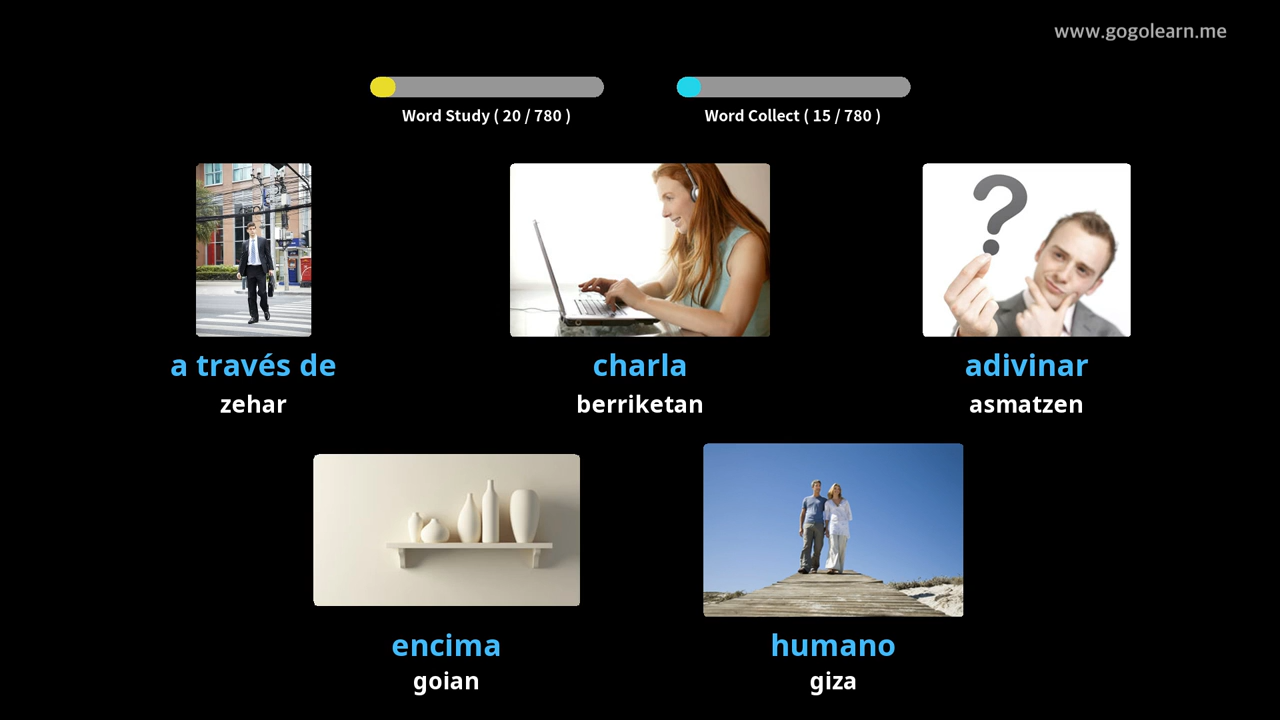 www.gogolearn.me
Word Study ( 20 / 780 )
Word Collect ( 15 / 780 )
a través de
zehar
charla
berriketan
adivinar
asmatzen
encima
goian
humano
giza